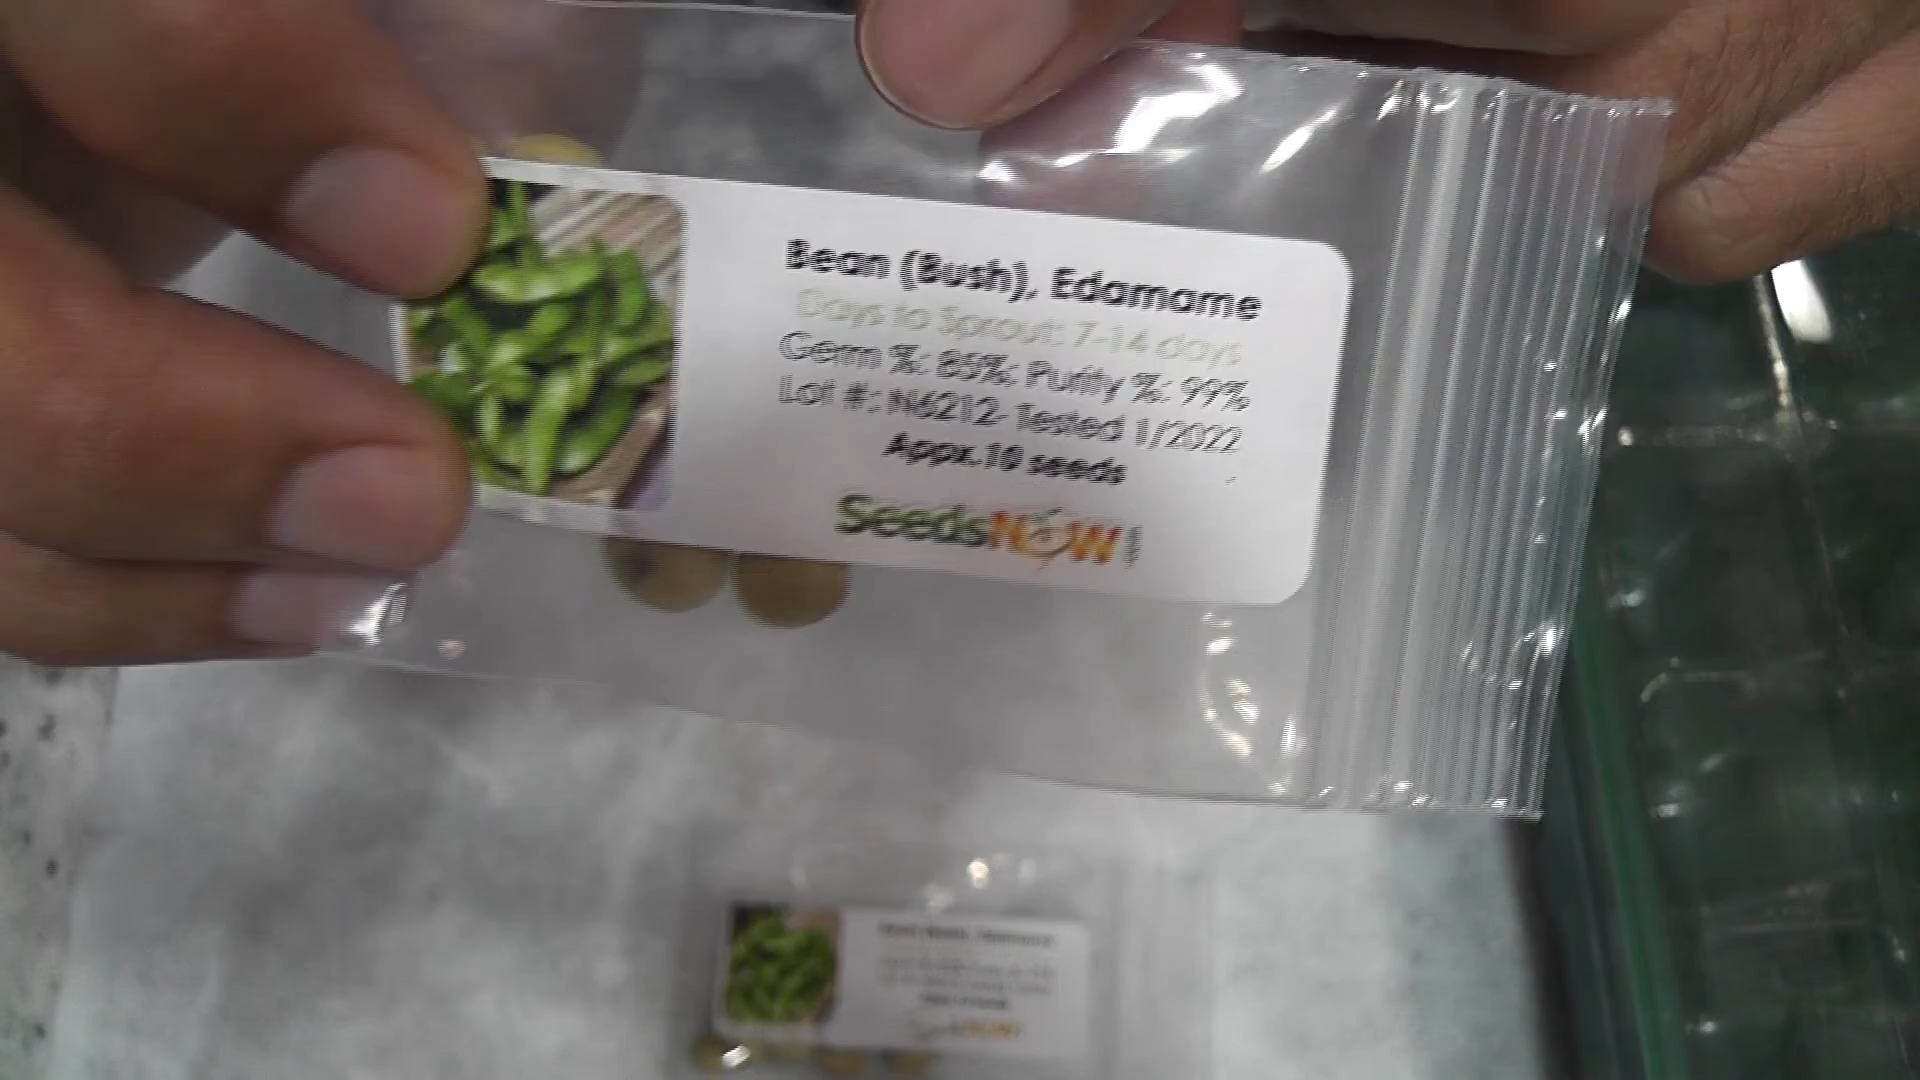 Bean (Bush), Edamame
Days to Sprout: 7-14 days
Germ %: 85%; Purity %: 99%
Lot #: N6212 Tested 1/2022
Appx.10 seeds
SeedsNOW